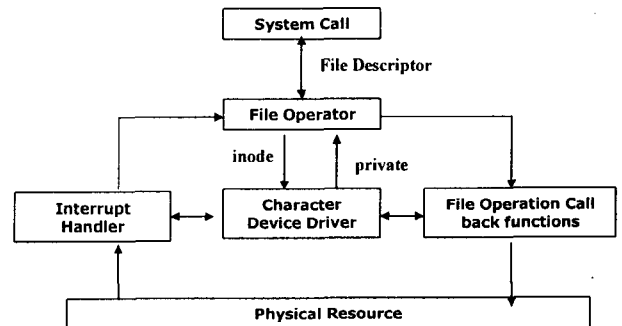 System Call
File Descriptor
File Operator
inode
private
Interrupt
Handler
Character
Device Driver
File Operation Call
back functions
Physical Resource